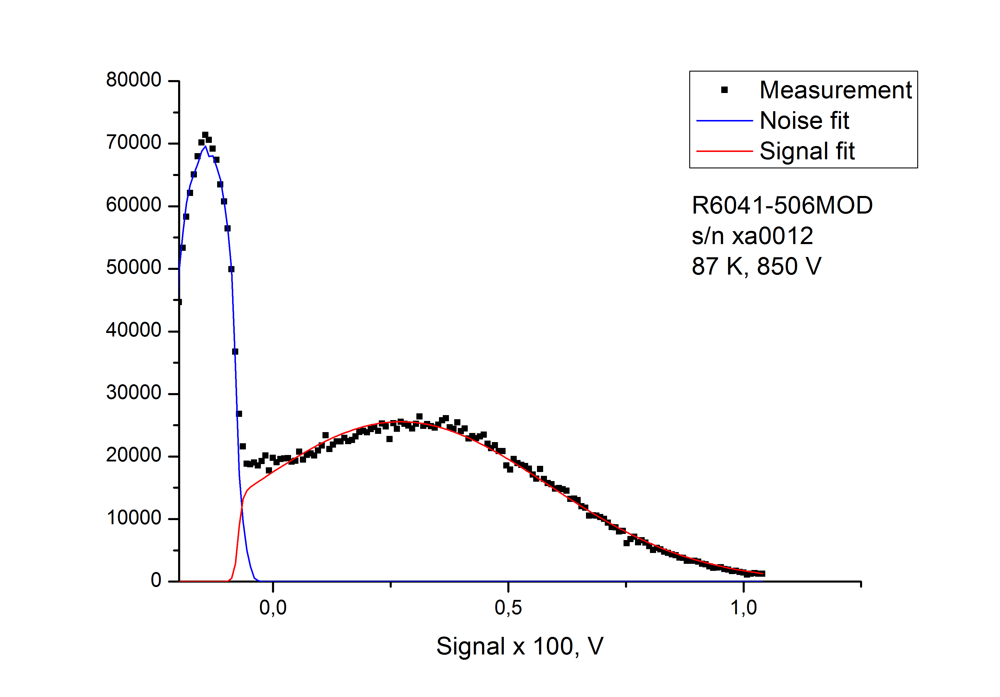 80000
70000
60000
50000
40000
30000
20000
10000
0
0,0
0,5
1,0
Signal x 100, V
Measurement
Noise fit
Signal fit
R6041-506MOD
s/n xa0012
87 K, 850 V